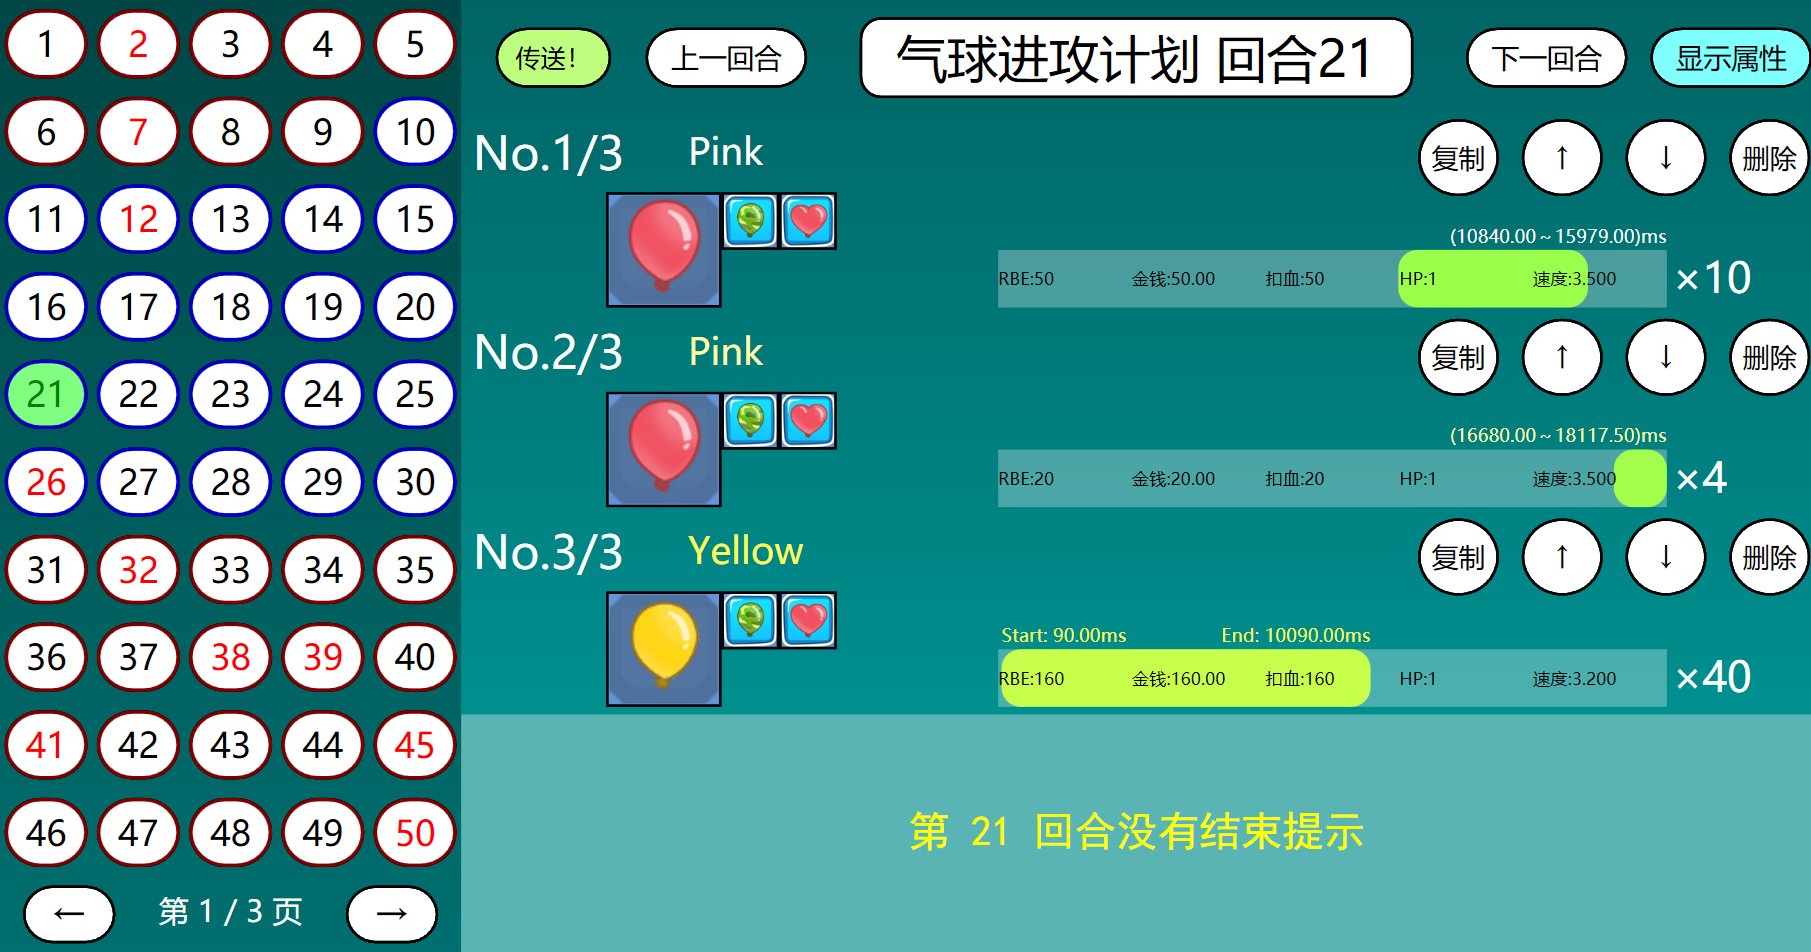 1 2 3 4 5
6 7 8 9 10
11 12 13 14 15
16 17 18 19 20
21 22 23 24 25
26 27 28 29 30
31 32 33 34 35
36 37 38 39 40
41 42 43 44 45
46 47 48 49 50
← 第 1 / 3 页 →
传送! 上一回合 气球进攻计划 回合21 下一回合 显示属性
No.1/3 Pink 复制 ↑ ↓ 删除
(10840.00 ~ 15979.00)ms
RBE:50 金钱:50.00 扣血:50 HP:1 速度:3.500 ×10
No.2/3 Pink 复制 ↑ ↓ 删除
(16680.00 ~ 18117.50)ms
RBE:20 金钱:20.00 扣血:20 HP:1 速度:3.500 ×4
No.3/3 Yellow 复制 ↑ ↓ 删除
Start: 90.00ms End: 10090.00ms
RBE:160 金钱:160.00 扣血:160 HP:1 速度:3.200 ×40
第 21 回合没有结束提示